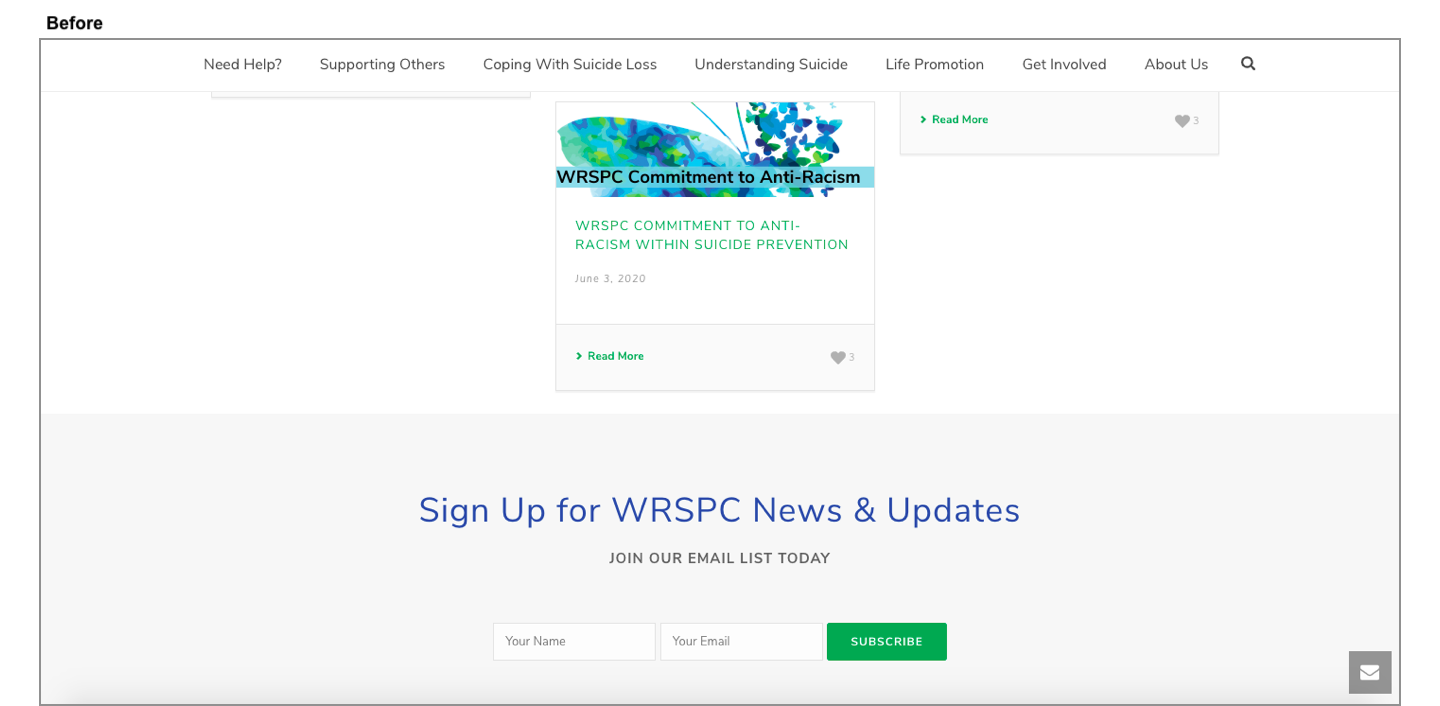 Before
Need Help? Supporting Others Coping With Suicide Loss Understanding Suicide Life Promotion Get Involved About Us
Read More 3
WRSPC Commitment to Anti-Racism
WRSPC COMMITMENT TO ANTI-
RACISM WITHIN SUICIDE PREVENTION
June 3, 2020
Read More 3
Sign Up for WRSPC News & Updates
JOIN OUR EMAIL LIST TODAY
Your Name Your Email SUBSCRIBE